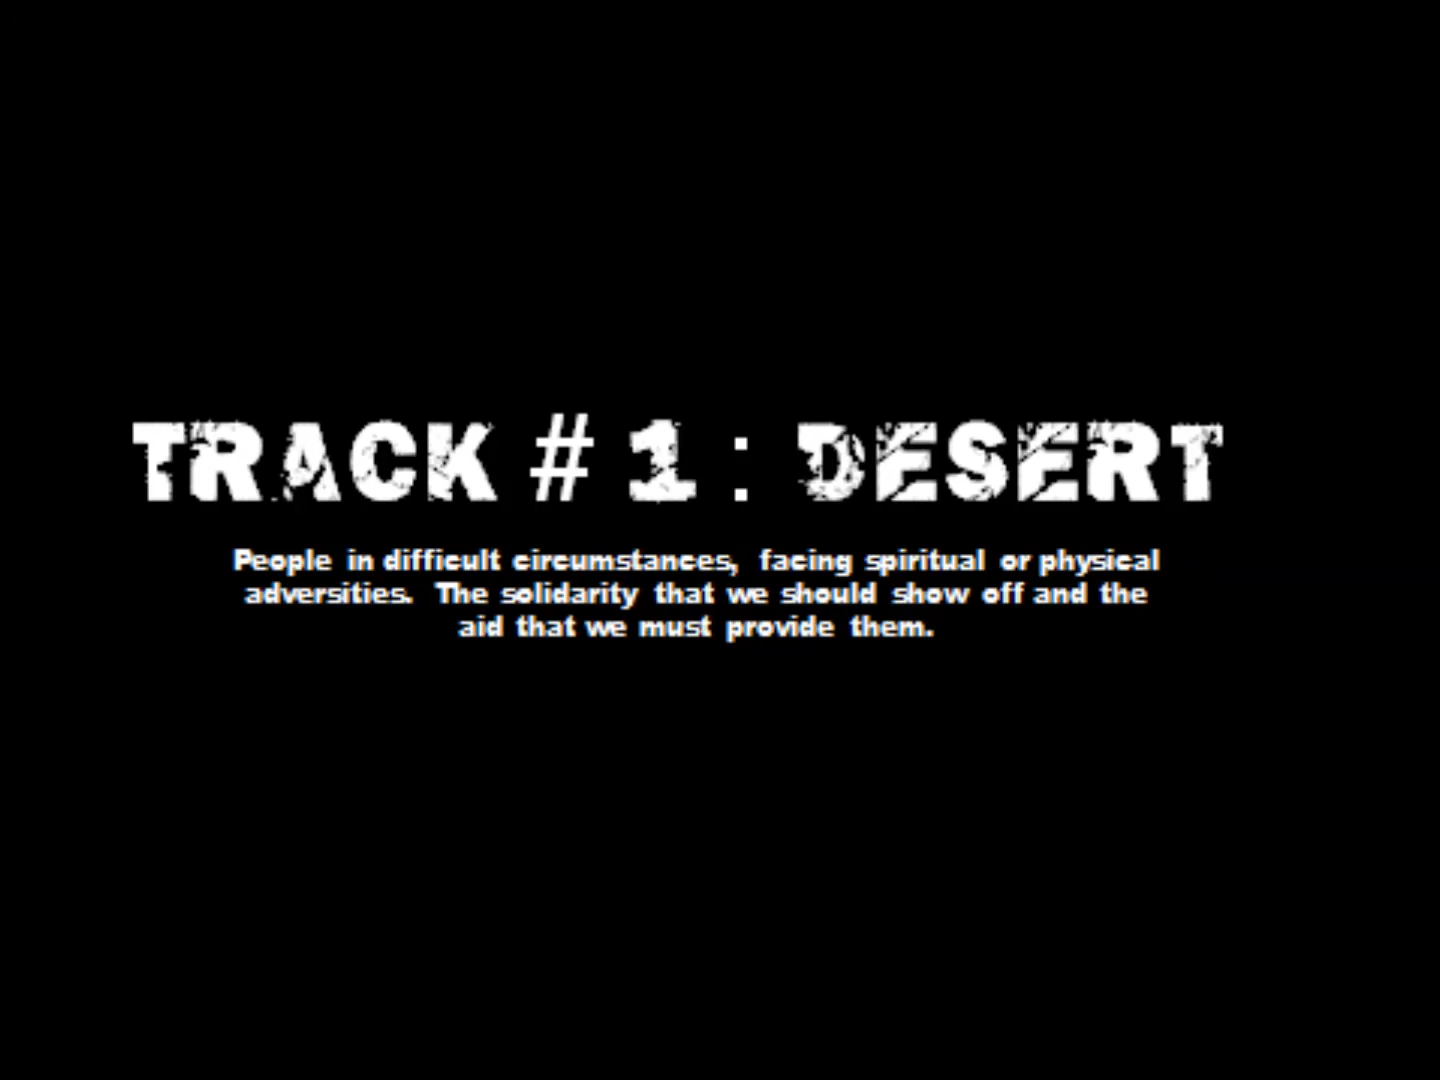 TRACK # 1 : DESERT
People in difficult circumstances, facing spiritual or physical
adversities. The solidarity that we should show off and the
aid that we must provide them.